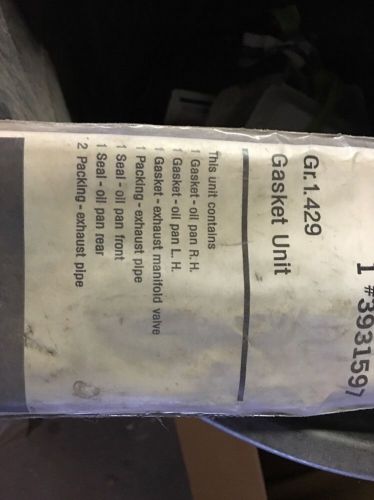 1 #3931597
Gr.1.429
Gasket Unit
This unit contains
1 Gasket - oil pan R. H.
1 Gasket - oil pan L. H.
1 Gasket - exhaust manifold valve
1 Packing - exhaust pipe
1 Seal - oil pan front
1 Seal - oil pan rear
2 Packing - exhaust pipe